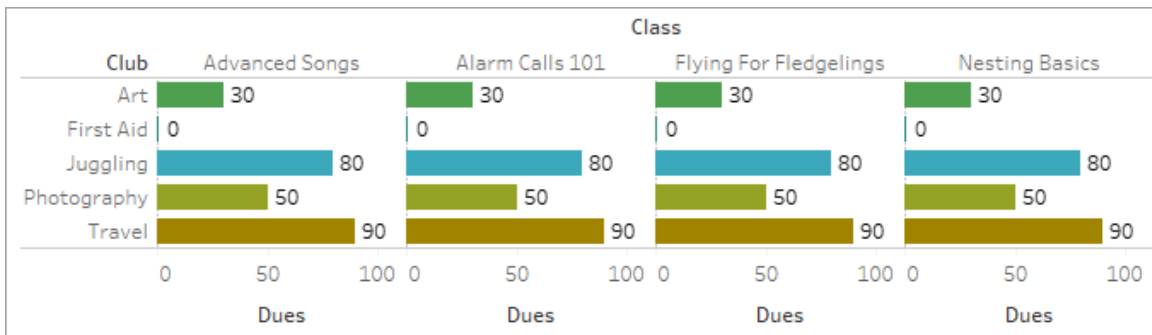 Class
Club Advanced Songs Alarm Calls 101 Flying For Fledgelings Nesting Basics
Art 30 30 30 30
First Aid 0 0 0 0
Juggling 80 80 80 80
Photography 50 50 50 50
Travel 90 90 90 90
0 50 100 0 50 100 0 50 100 0 50 100
Dues Dues Dues Dues